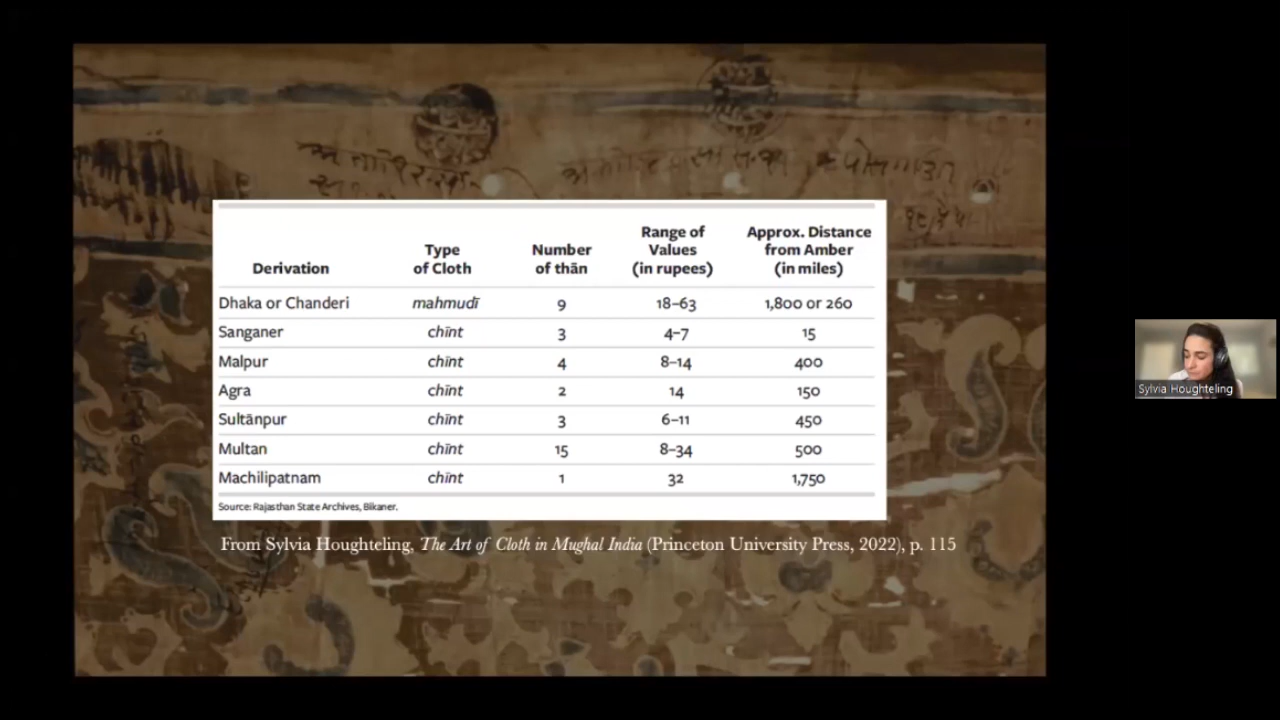 Derivation Type of Cloth Number of thān Range of Values (in rupees) Approx. Distance from Amber (in miles)
Dhaka or Chanderi mahmudī 9 18–63 1,800 or 260
Sanganer chīnt 3 4–7 15
Malpur chīnt 4 8–14 400
Agra chīnt 2 14 150
Sultānpur chīnt 3 6–11 450
Multan chīnt 15 8–34 500
Machilipatnam chīnt 1 32 1,750
Source: Rajasthan State Archives, Bikaner.
From Sylvia Houghteling, The Art of Cloth in Mughal India (Princeton University Press, 2022), p. 115
Sylvia Houghteling